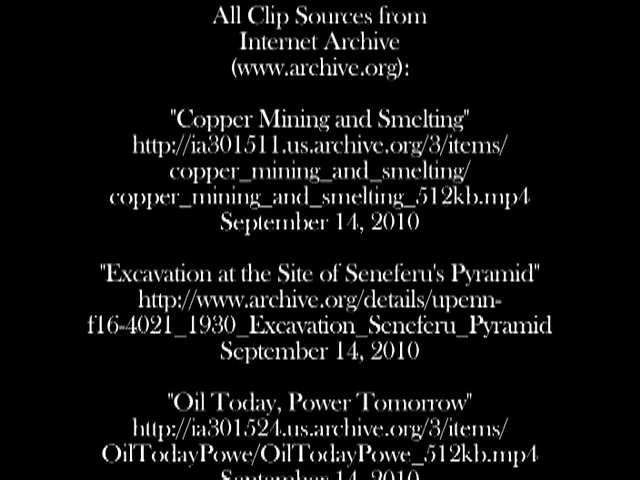 All Clip Sources from
Internet Archive
(www.archive.org):
"Copper Mining and Smelting"
http://ia301511.us.archive.org/3/items/
copper_mining_and_smelting/
copper_mining_and_smelting_512kb.mp4
September 14, 2010
"Excavation at the Site of Seneferu's Pyramid"
http://www.archive.org/details/upenn-
f16-4021_1930_Excavation_Seneferu_Pyramid
September 14, 2010
"Oil Today, Power Tomorrow"
http://ia301524.us.archive.org/3/items/
OilTodayPowe/OilTodayPowe_512kb.mp4
September 14, 2010